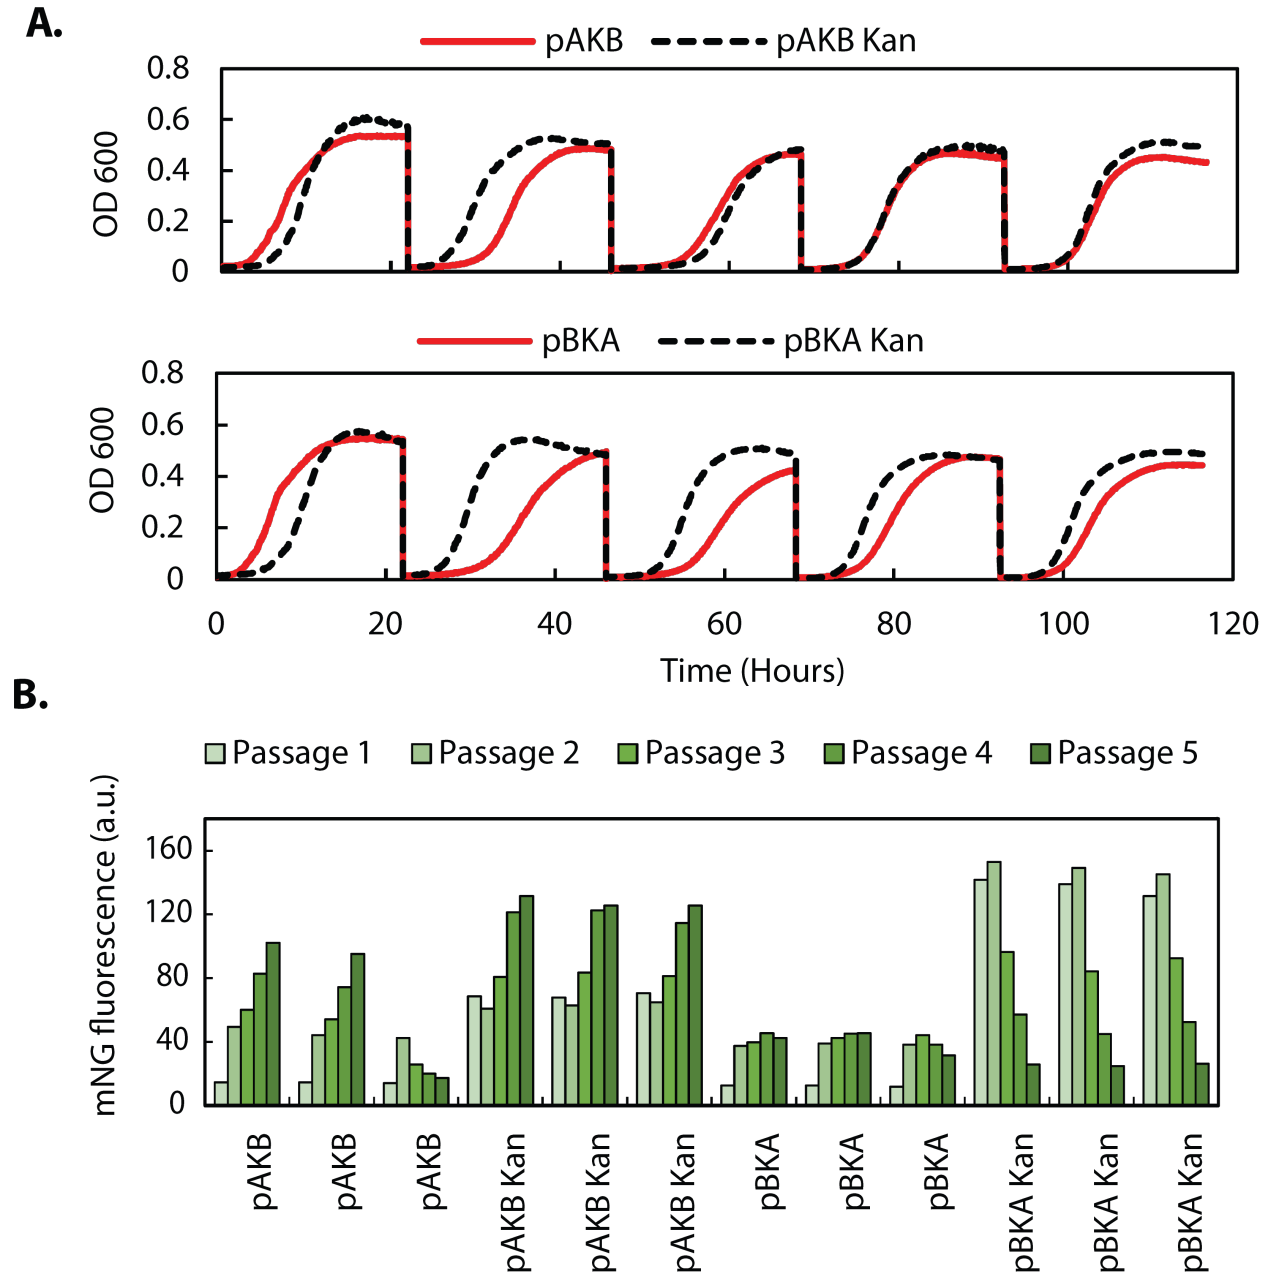 A.
pAKB pAKB Kan
0.8
0.6
0.4
0.2
0
OD 600
pBKA pBKA Kan
0.8
0.6
0.4
0.2
0
OD 600
0 20 40 60 80 100 120
Time (Hours)
B.
Passage 1 Passage 2 Passage 3 Passage 4 Passage 5
160
120
80
40
0
mNG fluorescence (a.u.)
pAKB
pAKB
pAKB
pAKB Kan
pAKB Kan
pAKB Kan
pBKA
pBKA
pBKA
pBKA Kan
pBKA Kan
pBKA Kan